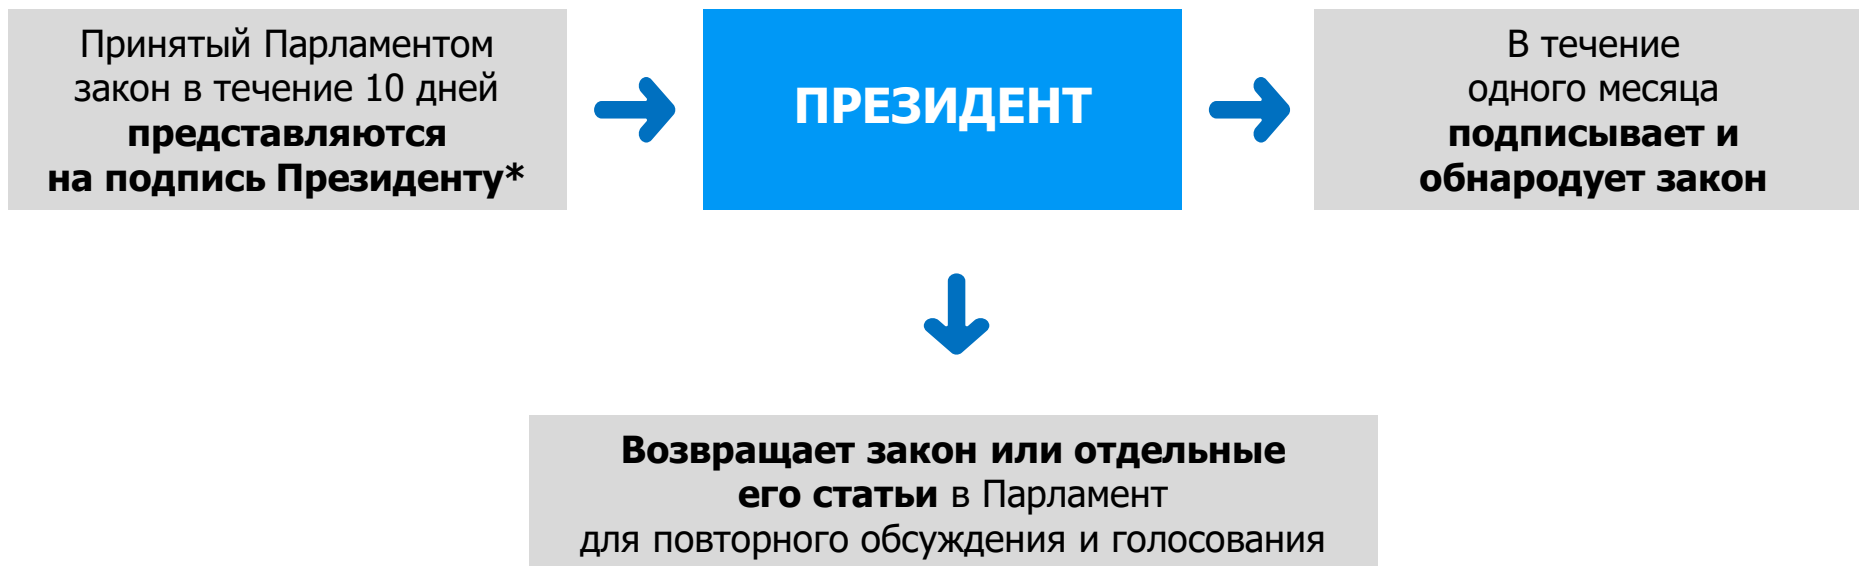 Принятый Парламентом
закон в течение 10 дней
представляются
на подпись Президенту*
ПРЕЗИДЕНТ
В течение
одного месяца
подписывает и
обнародует закон
Возвращает закон или отдельные
его статьи в Парламент
для повторного обсуждения и голосования